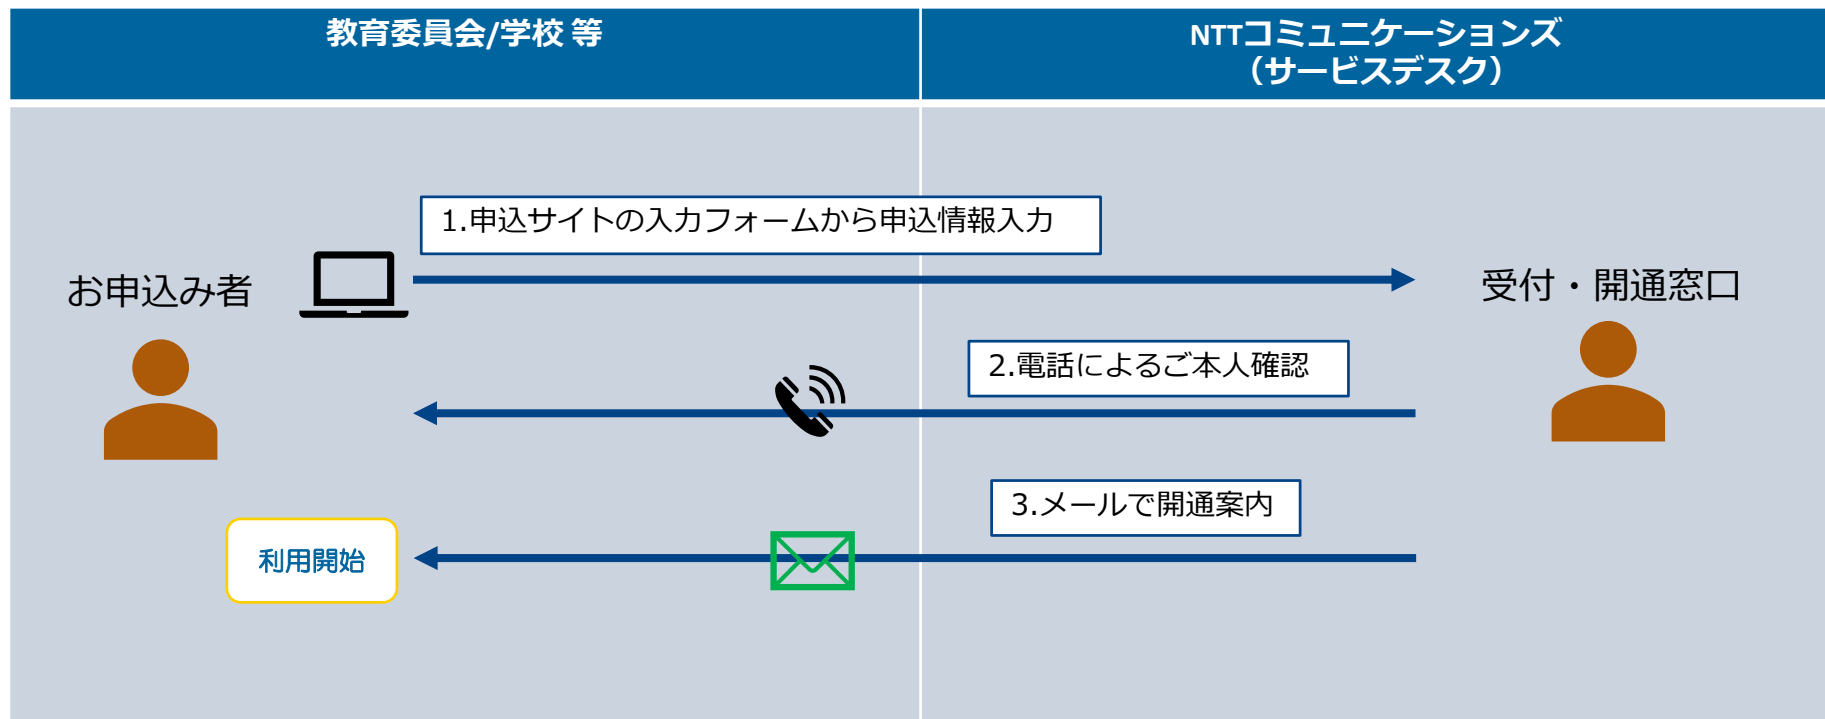 教育委員会/学校 等
NTTコミュニケーションズ
（サービスデスク）
1.申込サイトの入力フォームから申込情報入力
お申込み者
受付・開通窓口
2.電話によるご本人確認
3.メールで開通案内
利用開始